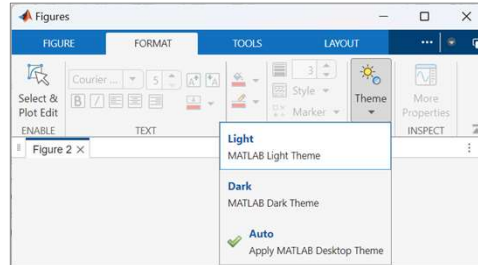 Figures
FIGURE FORMAT TOOLS LAYOUT
Courier ... 5 A A 3
Style
Select & Plot Edit
B I
Marker
Theme
More Properties
ENABLE TEXT INSPECT
Figure 2
Light
MATLAB Light Theme
Dark
MATLAB Dark Theme
Auto
Apply MATLAB Desktop Theme